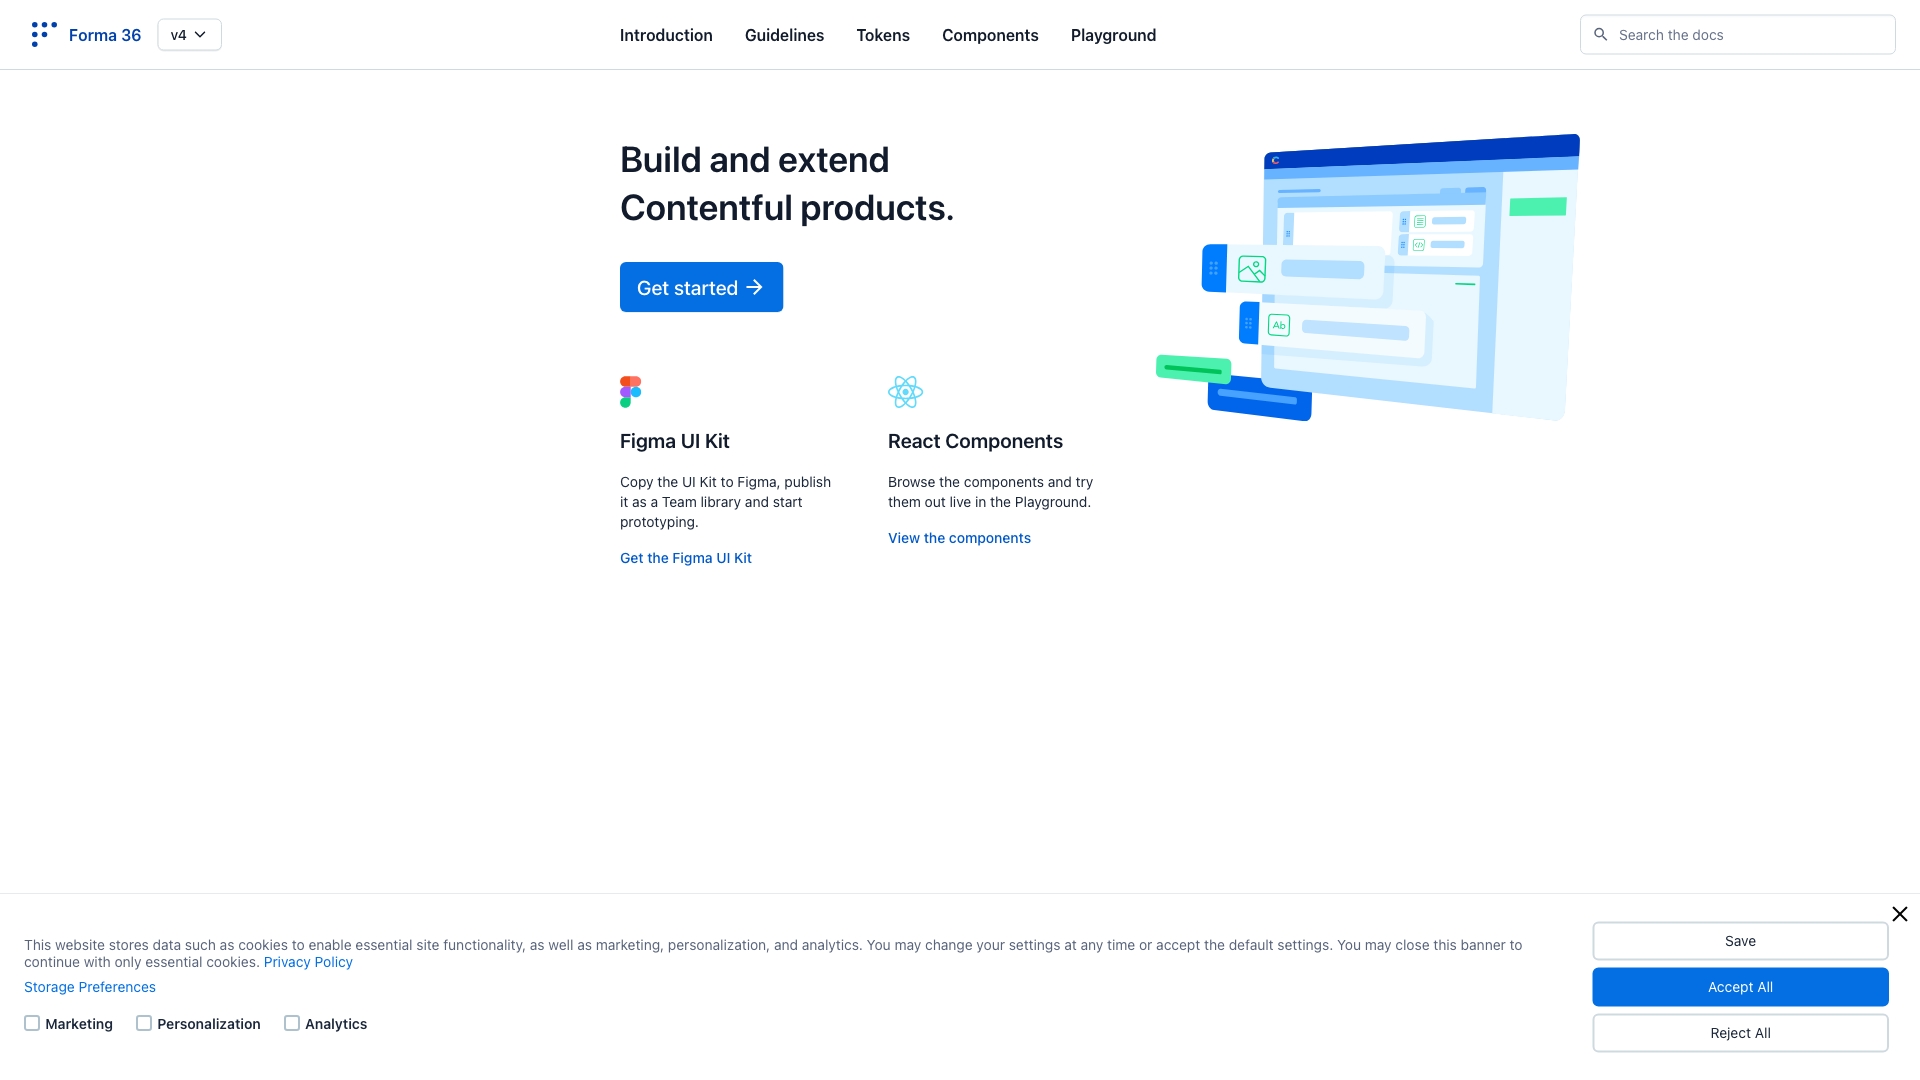 Forma 36
v4
Introduction
Guidelines
Tokens
Components
Playground
Search the docs
Build and extend
Contentful products.
Get started
Figma UI Kit
Copy the UI Kit to Figma, publish
it as a Team library and start
prototyping.
Get the Figma UI Kit
React Components
Browse the components and try
them out live in the Playground.
View the components
Ab
This website stores data such as cookies to enable essential site functionality, as well as marketing, personalization, and analytics. You may change your settings at any time or accept the default settings. You may close this banner to
continue with only essential cookies. Privacy Policy
Storage Preferences
Marketing
Personalization
Analytics
Save
Accept All
Reject All